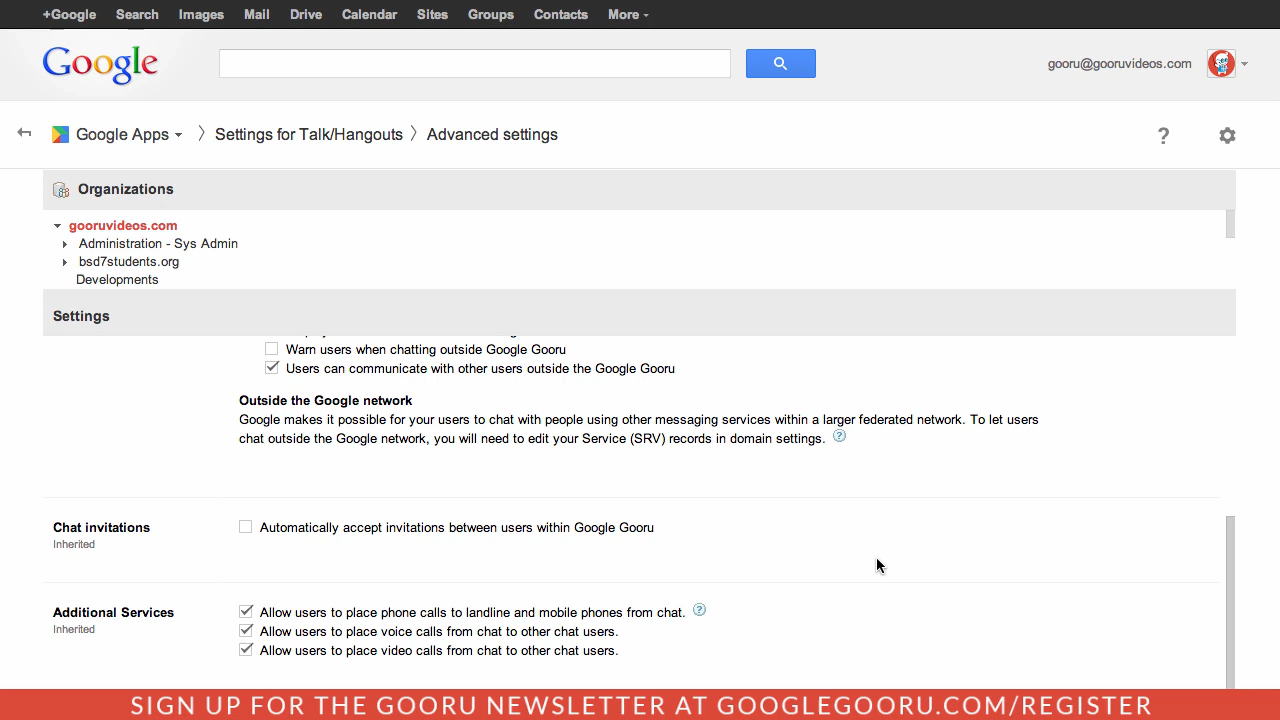 +Google Search Images Mail Drive Calendar Sites Groups Contacts More
Google
gooru@gooruvideos.com
Google Apps Settings for Talk/Hangouts Advanced settings ?
Organizations
gooruvideos.com
Administration - Sys Admin
bsd7students.org
Developments
Settings
Warn users when chatting outside Google Gooru
Users can communicate with other users outside the Google Gooru
Outside the Google network
Google makes it possible for your users to chat with people using other messaging services within a larger federated network. To let users
chat outside the Google network, you will need to edit your Service (SRV) records in domain settings. ?
Chat invitations
Automatically accept invitations between users within Google Gooru
Inherited
Additional Services
Allow users to place phone calls to landline and mobile phones from chat. ?
Inherited
Allow users to place voice calls from chat to other chat users.
Allow users to place video calls from chat to other chat users.
SIGN UP FOR THE GOORU NEWSLETTER AT GOOGLEGOORU.COM/REGISTER